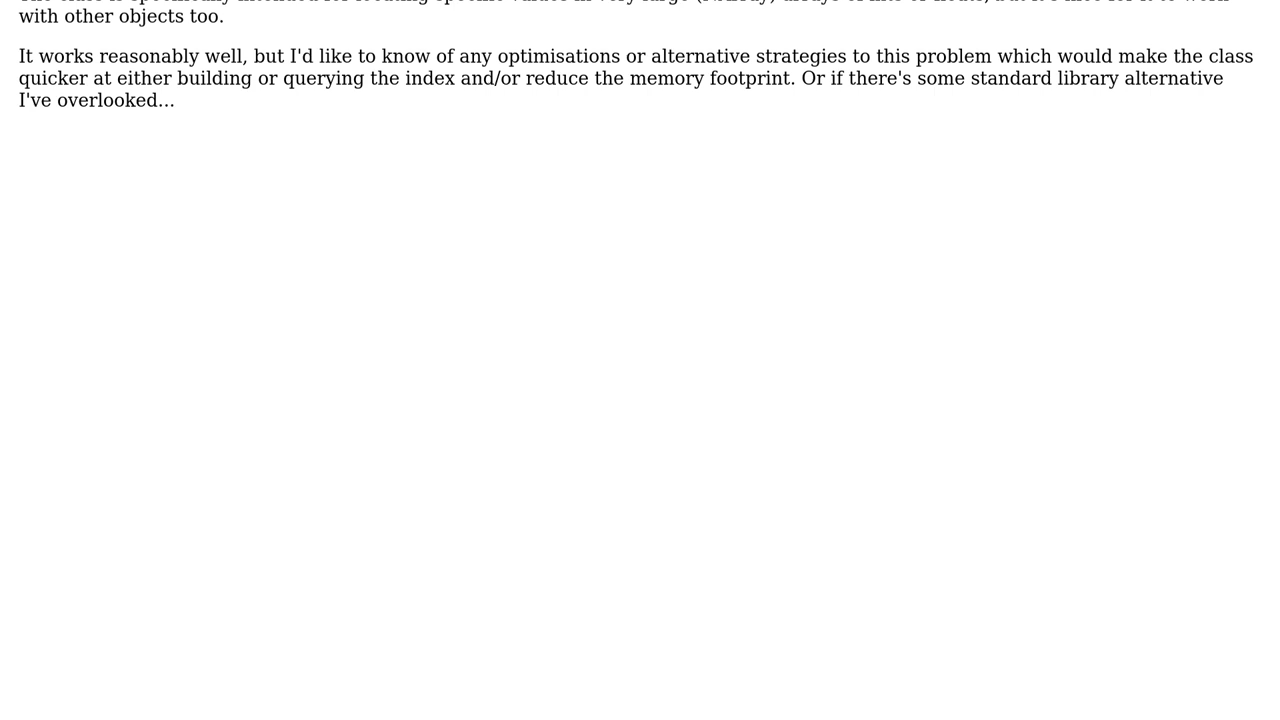 with other objects too.
It works reasonably well, but I'd like to know of any optimisations or alternative strategies to this problem which would make the class
quicker at either building or querying the index and/or reduce the memory footprint. Or if there's some standard library alternative
I've overlooked...